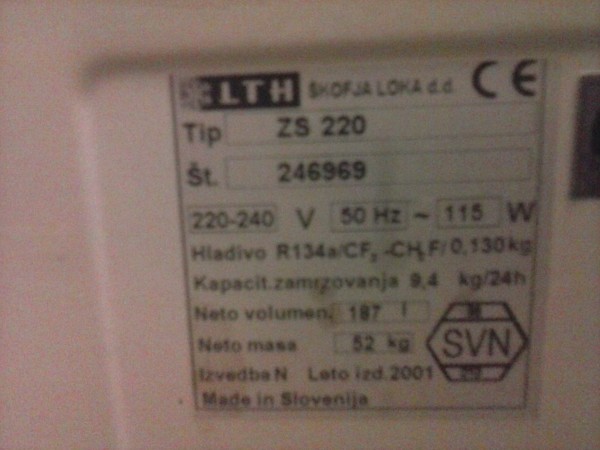 LTH ŠKOFJA LOKA d.d. CE
Tip ZS 220
Št. 246969
220-240 V 50 Hz ~ 115 W
Hladivo R134a/CF₃-CH₂F/0,130kg
Kapacit.zamrzovanja 9,4 kg/24h
Neto volumen. 187 l
Neto masa 52 kg
SVN
Izvedba N Leto izd.2001
Made in Slovenija